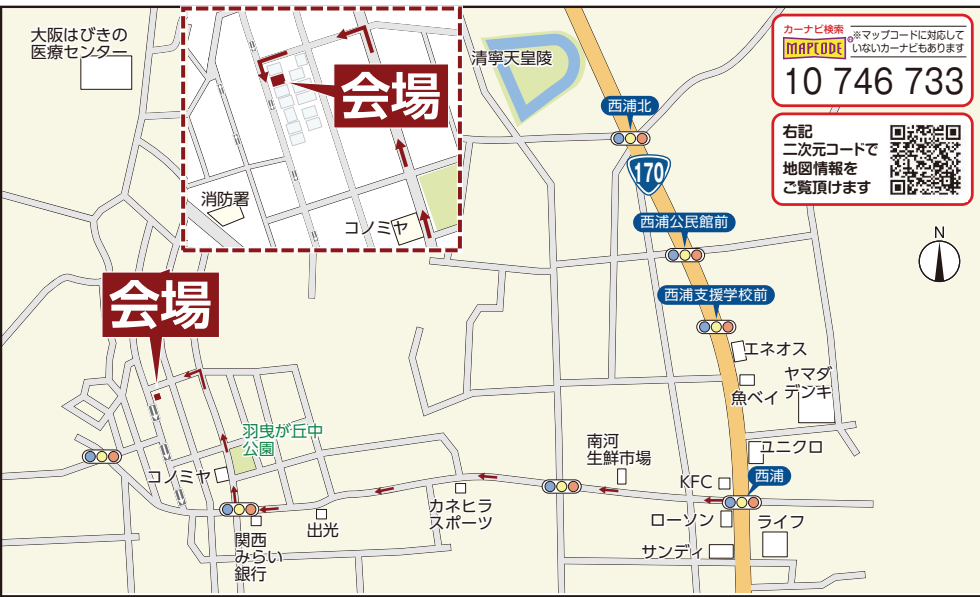 大阪はびきの
医療センター
会場
消防署
コノミヤ
清寧天皇陵
カーナビ検索
MAPCODE
®
※マップコードに対応して
いないカーナビもあります
10 746 733
右記
二次元コードで
地図情報を
ご覧頂けます
N
西浦北
170
西浦公民館前
西浦支援学校前
エネオス
魚ベイ
ヤマダ
デンキ
ユニクロ
西浦
KFC
ローソン
ライフ
サンディ
南河
生鮮市場
カネヒラ
スポーツ
出光
関西
みらい
銀行
コノミヤ
羽曳が丘中
公園
会場